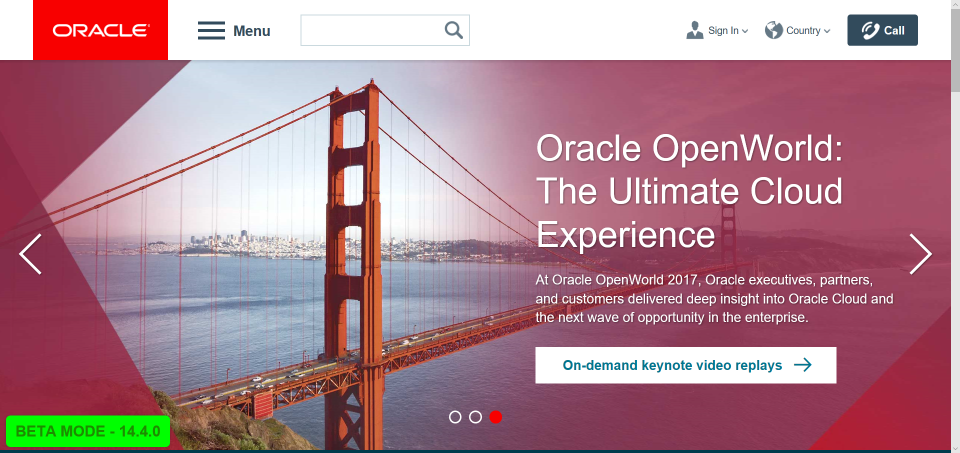 ORACLE
Menu
Sign In
Country
Call
Oracle OpenWorld:
The Ultimate Cloud
Experience
At Oracle OpenWorld 2017, Oracle executives, partners,
and customers delivered deep insight into Oracle Cloud and
the next wave of opportunity in the enterprise.
On-demand keynote video replays
BETA MODE - 14.4.0